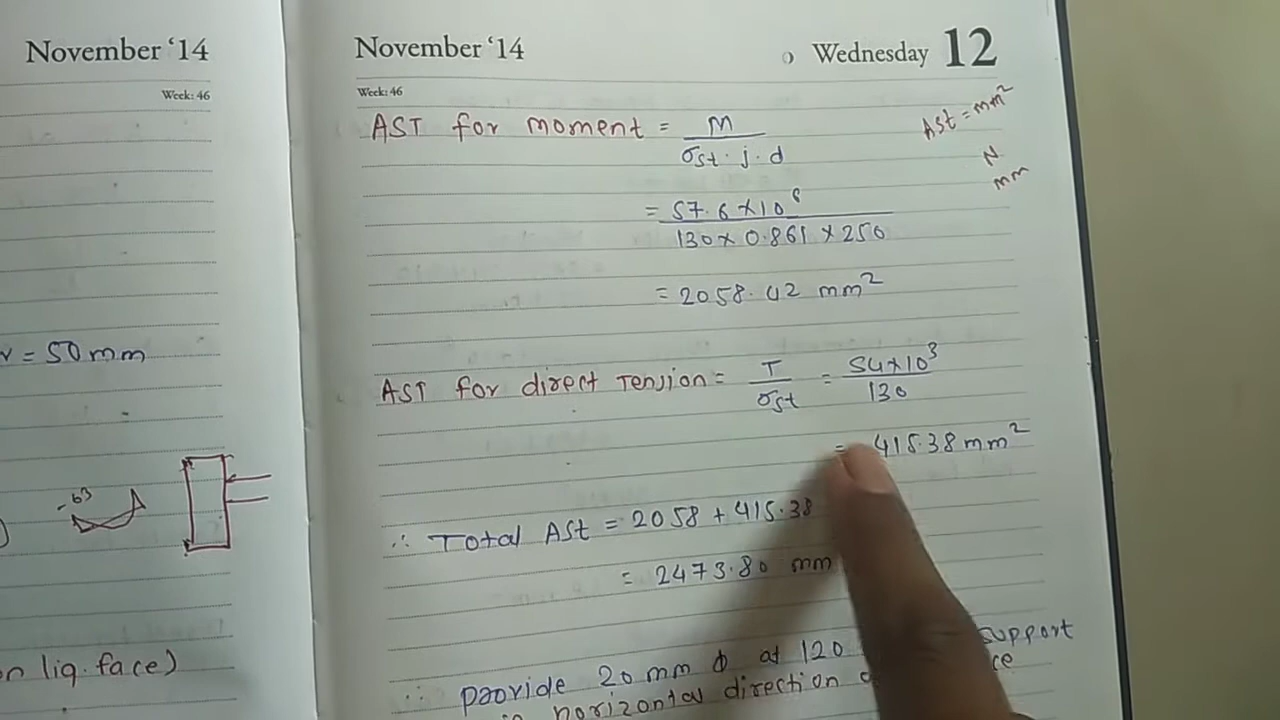 November '14
Week: 46
= 50 mm
-63
n liq. face)
November '14
Wednesday 12
Week: 46
Ast = mm²
N
mm
AST for moment = M / σst · j · d
= 57.6 × 10⁶ / 130 × 0.861 × 250
= 2058.42 mm²
AST for direct Tension = T / σst = 54×10³ / 130
= 415.38 mm²
∴ Total Ast = 2058 + 415.38
= 2473.80 mm
∴ provide 20 mm φ at 120 support
in horizontal direction